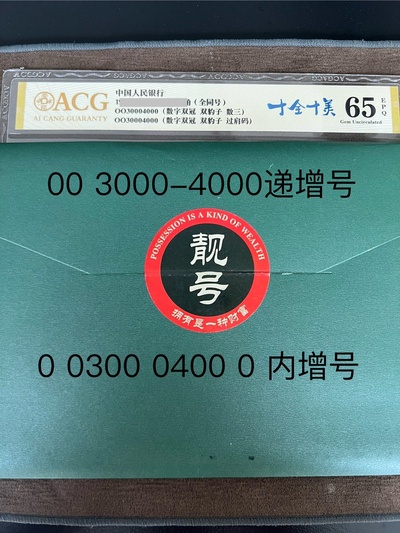 ACG
AI CANG GUARANTY
中国人民银行
角（全同号）
OO30004000（数字双冠 双豹子 数三）
OO30004000（数字双冠 双豹子 过肩码）
十全十美
65
EPQ
Gem Uncirculated
00 3000-4000递增号
POSSESSION IS A KIND OF WEALTH
靓号
拥有是一种财富
0 0300 0400 0 内增号